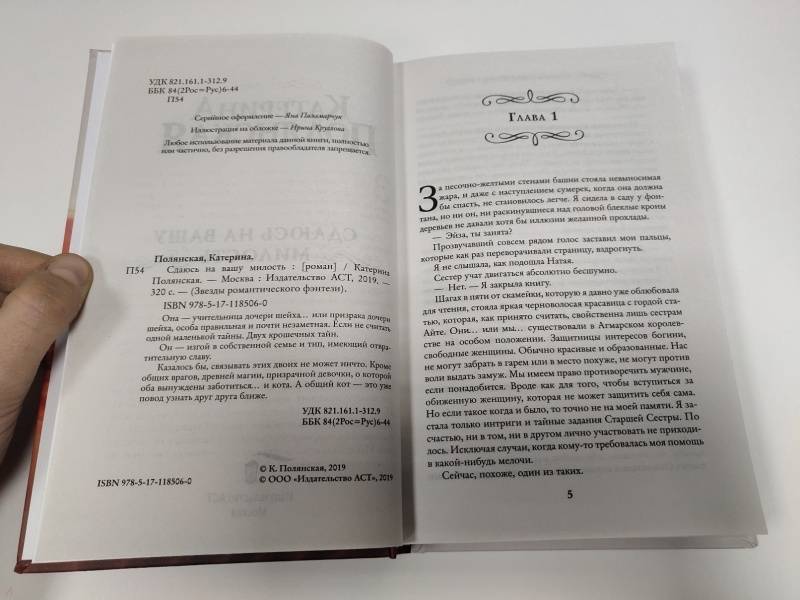 УДК 821.161.1-312.9
ББК 84(2Рос=Рус)6-44
П54
Серийное оформление — Яна Паламарчук
Иллюстрация на обложке — Ирина Круглова
Любое использование материала данной книги, полностью
или частично, без разрешения правообладателя запрещается.
Полянская, Катерина.
П54 Сдаюсь на вашу милость : [роман] / Катерина
Полянская. — Москва : Издательство АСТ, 2019. —
320 с. — (Звезды романтического фэнтези).
ISBN 978-5-17-118506-0
Она — учительница дочери шейха... или призрака дочери
шейха, особа правильная и почти незаметная. Если не считать
одной маленькой тайны. Двух крошечных тайн.
Он — изгой в собственной семье и тип, имеющий отвра-
тительную славу.
Казалось бы, связывать этих двоих не может ничто. Кроме
общих врагов, древней магии, призрачной девочки, о которой
оба вынуждены заботиться... и кота. А общий кот — это уже
повод узнать друг друга ближе.
УДК 821.161.1-312.9
ББК 84(2Рос=Рус)6-44
© К. Полянская, 2019
ISBN 978-5-17-118506-0 © ООО «Издательство АСТ», 2019
Глава 1
За песочно-желтыми стенами башни стояла невыносимая
жара, и даже с наступлением сумерек, когда она должна
бы спасть, не становилось легче. Я сидела в саду у фон-
тана, но ни он, ни раскинувшиеся над головой блеклые кроны
деревьев не давали хотя бы иллюзии желанной прохлады.
— Эйза, ты занята?
Прозвучавший совсем рядом голос заставил мои пальцы,
которые как раз переворачивали страницу, вздрогнуть.
Я не слышала, как подошла Натая.
Сестер учат двигаться абсолютно бесшумно.
— Нет. — Я закрыла книгу.
Шагах в пяти от скамейки, которую я давно уже облюбовала
для чтения, стояла яркая черноволосая красавица с гордой ста-
тью, которая, как принято считать, свойственна лишь сестрам
Айте. Они... или мы... существовали в Агмарском королев-
стве на особом положении. Защитницы интересов богини,
свободные женщины. Обычно красивые и образованные. Нас
не могут забрать в гарем или в место похуже, не могут против
воли выдать замуж. Мы имеем право противоречить мужчине,
если понадобится. Вроде как для того, чтобы вступиться за
обиженную женщину, которая не может защитить себя сама.
Но если такое когда и было, то точно не на моей памяти. Я за-
стала только интриги и тайные задания Старшей Сестры. По
счастью, ни в том, ни в другом лично участвовать не приходи-
лось. Исключая случаи, когда кому-то требовалась моя помощь
в какой-нибудь мелочи.
Сейчас, похоже, один из таких.
5